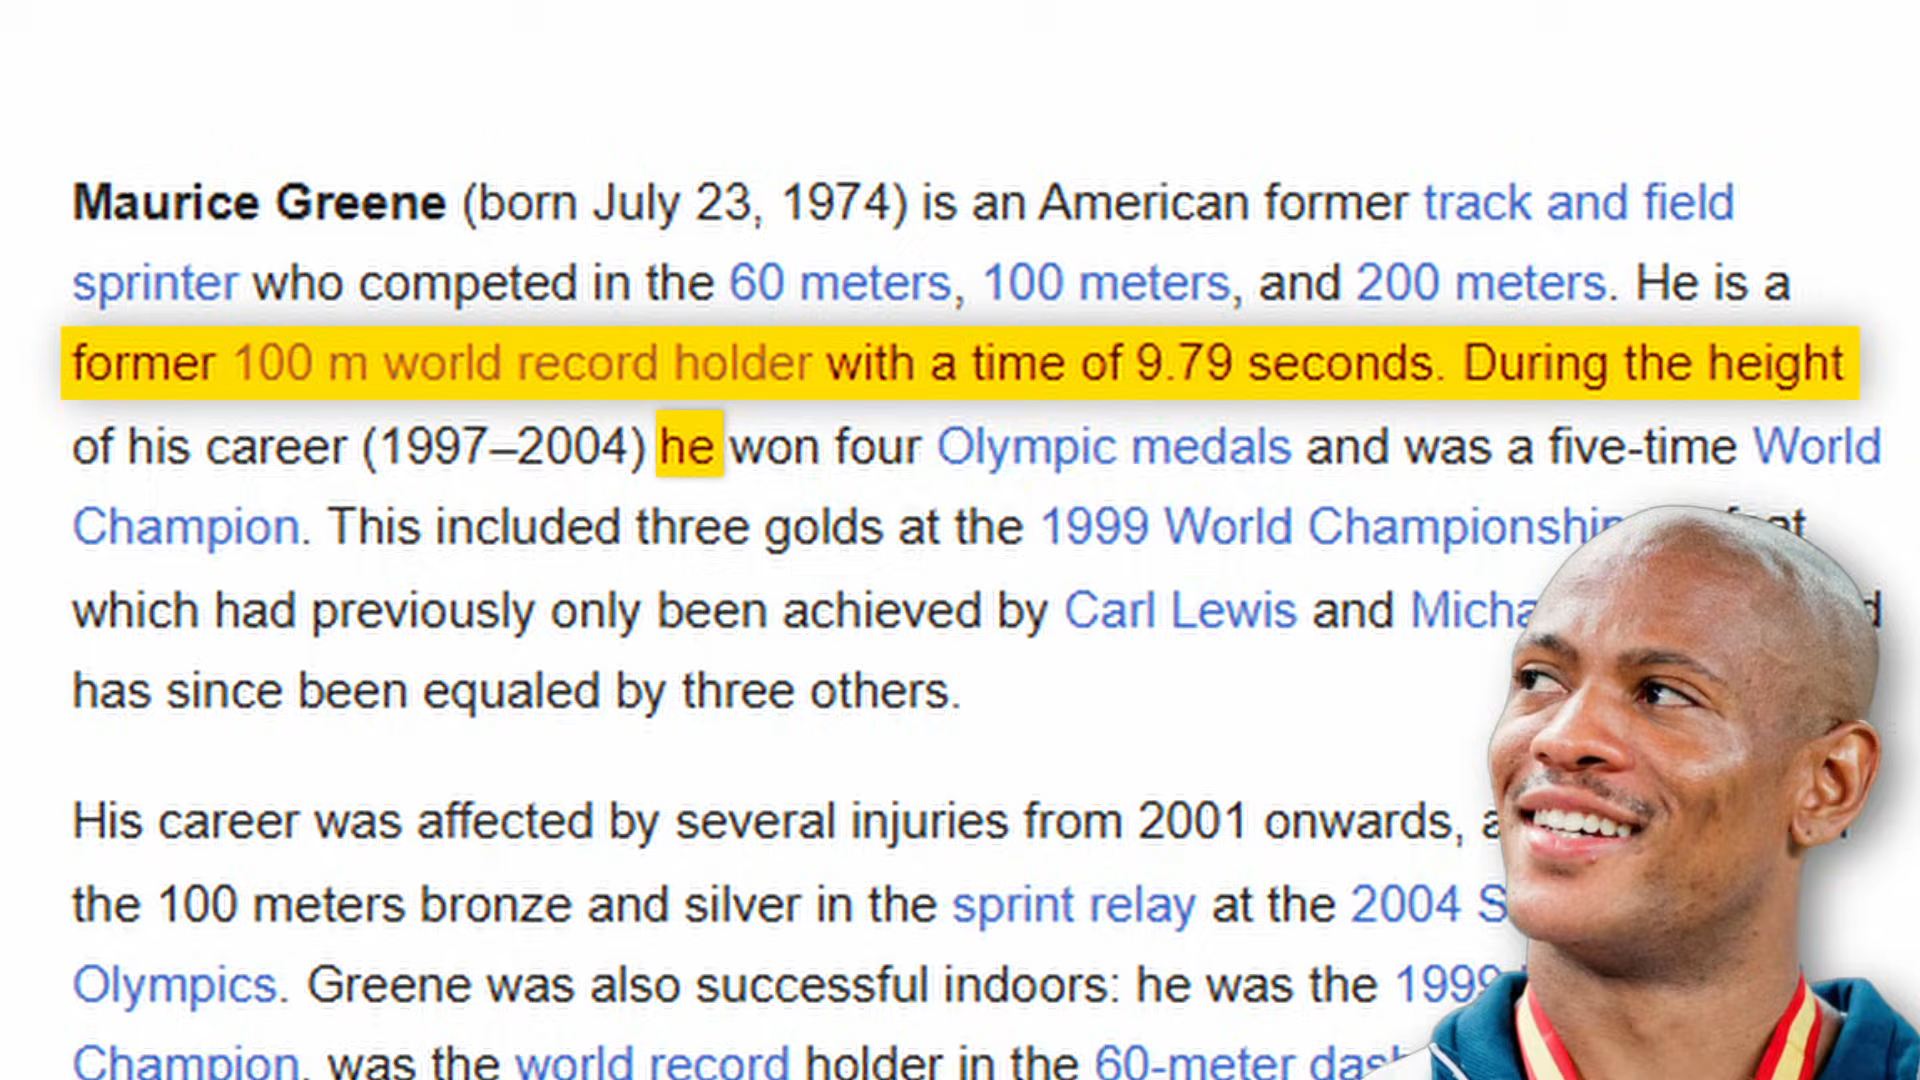 Maurice Greene (born July 23, 1974) is an American former track and field
sprinter who competed in the 60 meters, 100 meters, and 200 meters. He is a
former 100 m world record holder with a time of 9.79 seconds. During the height
of his career (1997–2004) he won four Olympic medals and was a five-time World
Champion. This included three golds at the 1999 World
which had previously only been achieved by Carl Lewis and
has since been equaled by three others.
His career was affected by several injuries from 2001 onwards,
the 100 meters bronze and silver in the sprint relay at the 2004
Olympics. Greene was also successful indoors: he was the 1999
Champion, was the world record holder in the 60-meter